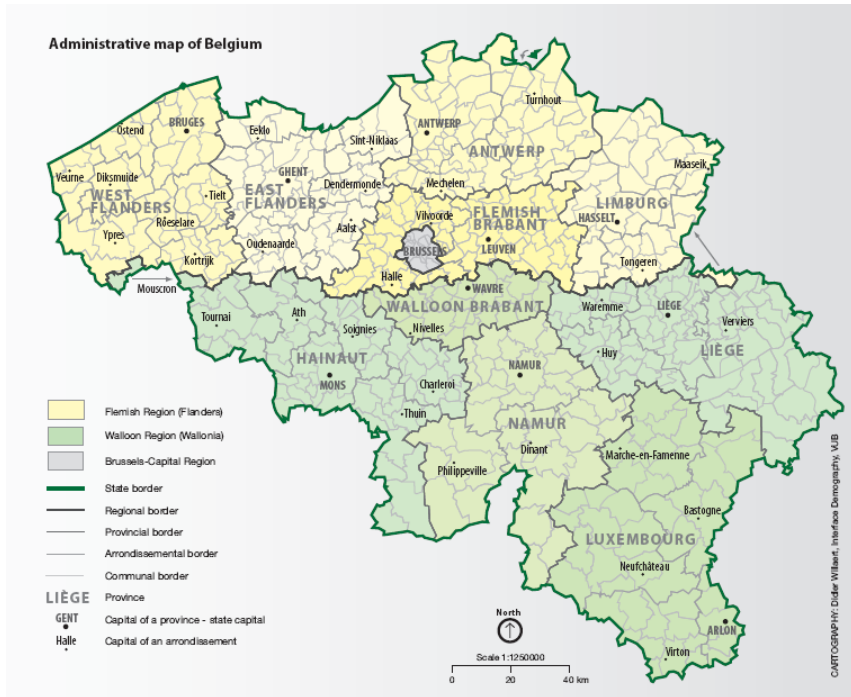 Administrative map of Belgium
Turnhout
Ostend
BRUGES
Eeklo
ANTWERP
Sint-Niklaas
ANTWERP
Maaseik
Veurne
Diksmuide
GHENT
WEST
FLANDERS
Tielt
EAST
FLANDERS
Dendermonde
Mechelen
LIMBURG
Roeselare
Aalst
Vilvoorde
FLEMISH
BRABANT
HASSELT
Ypres
Oudenaarde
BRUSSELS
LEUVEN
Kortrijk
Halle
Tongeren
Mouscron
WAVRE
WALLOON BRABANT
Waremme
LIÈGE
Tournai
Ath
Soignies
Nivelles
Verviers
HAINAUT
Huy
LIÈGE
MONS
Charleroi
NAMUR
Thuin
NAMUR
Dinant
Philippeville
Marche-en-Famenne
Bastogne
LUXEMBOURG
Neufchâteau
ARLON
Virton
Flemish Region (Flanders)
Walloon Region (Wallonia)
Brussels-Capital Region
State border
Regional border
Provincial border
Arrondissemental border
Communal border
LIÈGE Province
GENT Capital of a province - state capital
Halle Capital of an arrondissement
North
Scale 1:1250000
0 20 40 km
CARTOGRAPHY: Didier Willaert, Interface Demography, VUB